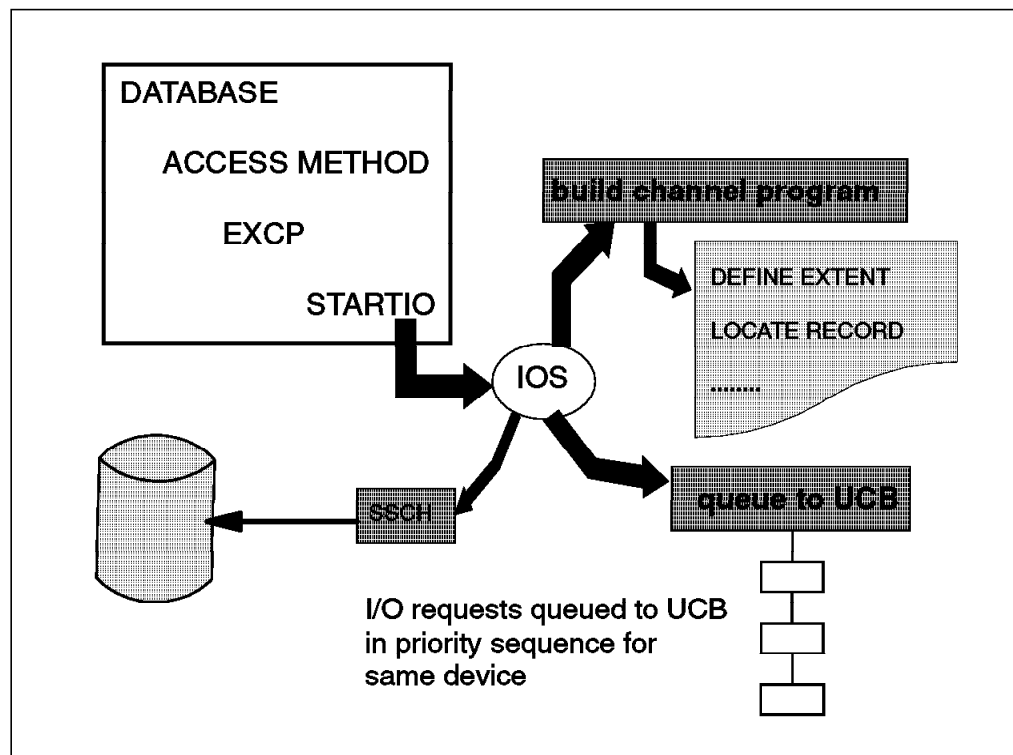 DATABASE
ACCESS METHOD
EXCP
STARTIO
build channel program
DEFINE EXTENT
LOCATE RECORD
........
IOS
SSCH
queue to UCB
I/O requests queued to UCB
in priority sequence for
same device